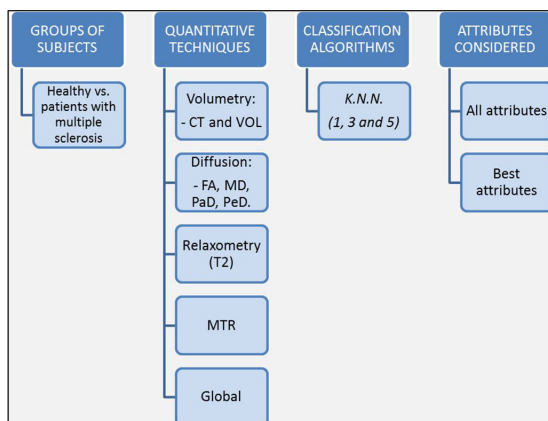 GROUPS OF
SUBJECTS
Healthy vs.
patients with
multiple
sclerosis
QUANTITATIVE
TECHNIQUES
Volumetry:
- CT and VOL
Diffusion:
- FA, MD,
PaD, PeD.
Relaxometry
(T2)
MTR
Global
CLASSIFICATION
ALGORITHMS
K.N.N.
(1, 3 and 5)
ATTRIBUTES
CONSIDERED
All attributes
Best
attributes